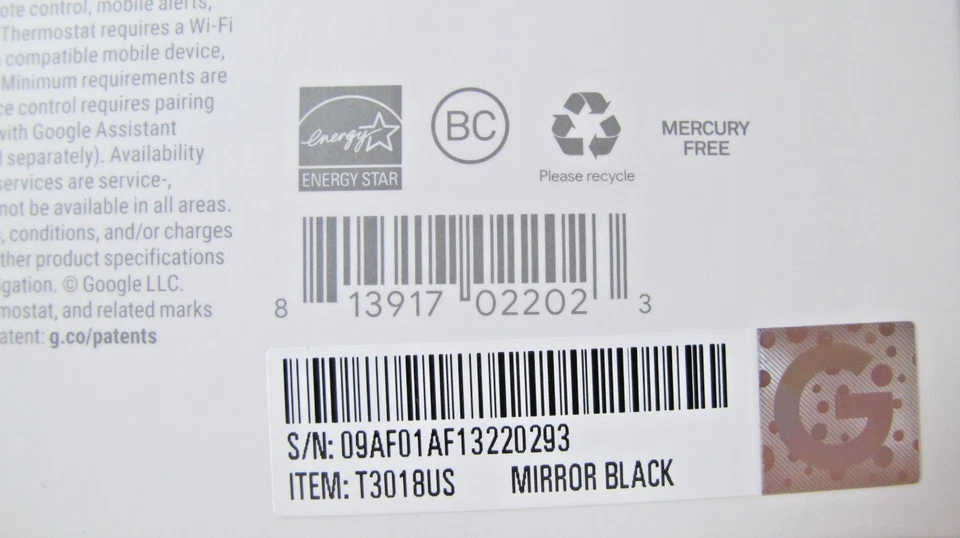 ote control, mobile alerts,
Thermostat requires a Wi-Fi
compatible mobile device,
Minimum requirements are
ce control requires pairing
with Google Assistant
separately). Availability
services are service-,
not be available in all areas.
, conditions, and/or charges
ther product specifications
gation. © Google LLC.
mostat, and related marks
atent: g.co/patents
energy
ENERGY STAR
BC
Please recycle
MERCURY
FREE
8 13917 02202 3
S/N: 09AF01AF13220293
ITEM: T3018US MIRROR BLACK
G